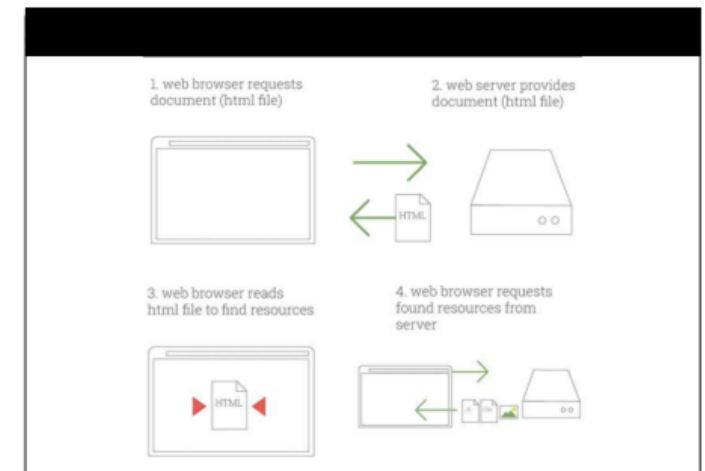 1. web browser requests
document (html file)
2. web server provides
document (html file)
HTML
3. web browser reads
html file to find resources
4. web browser requests
found resources from
server
HTML